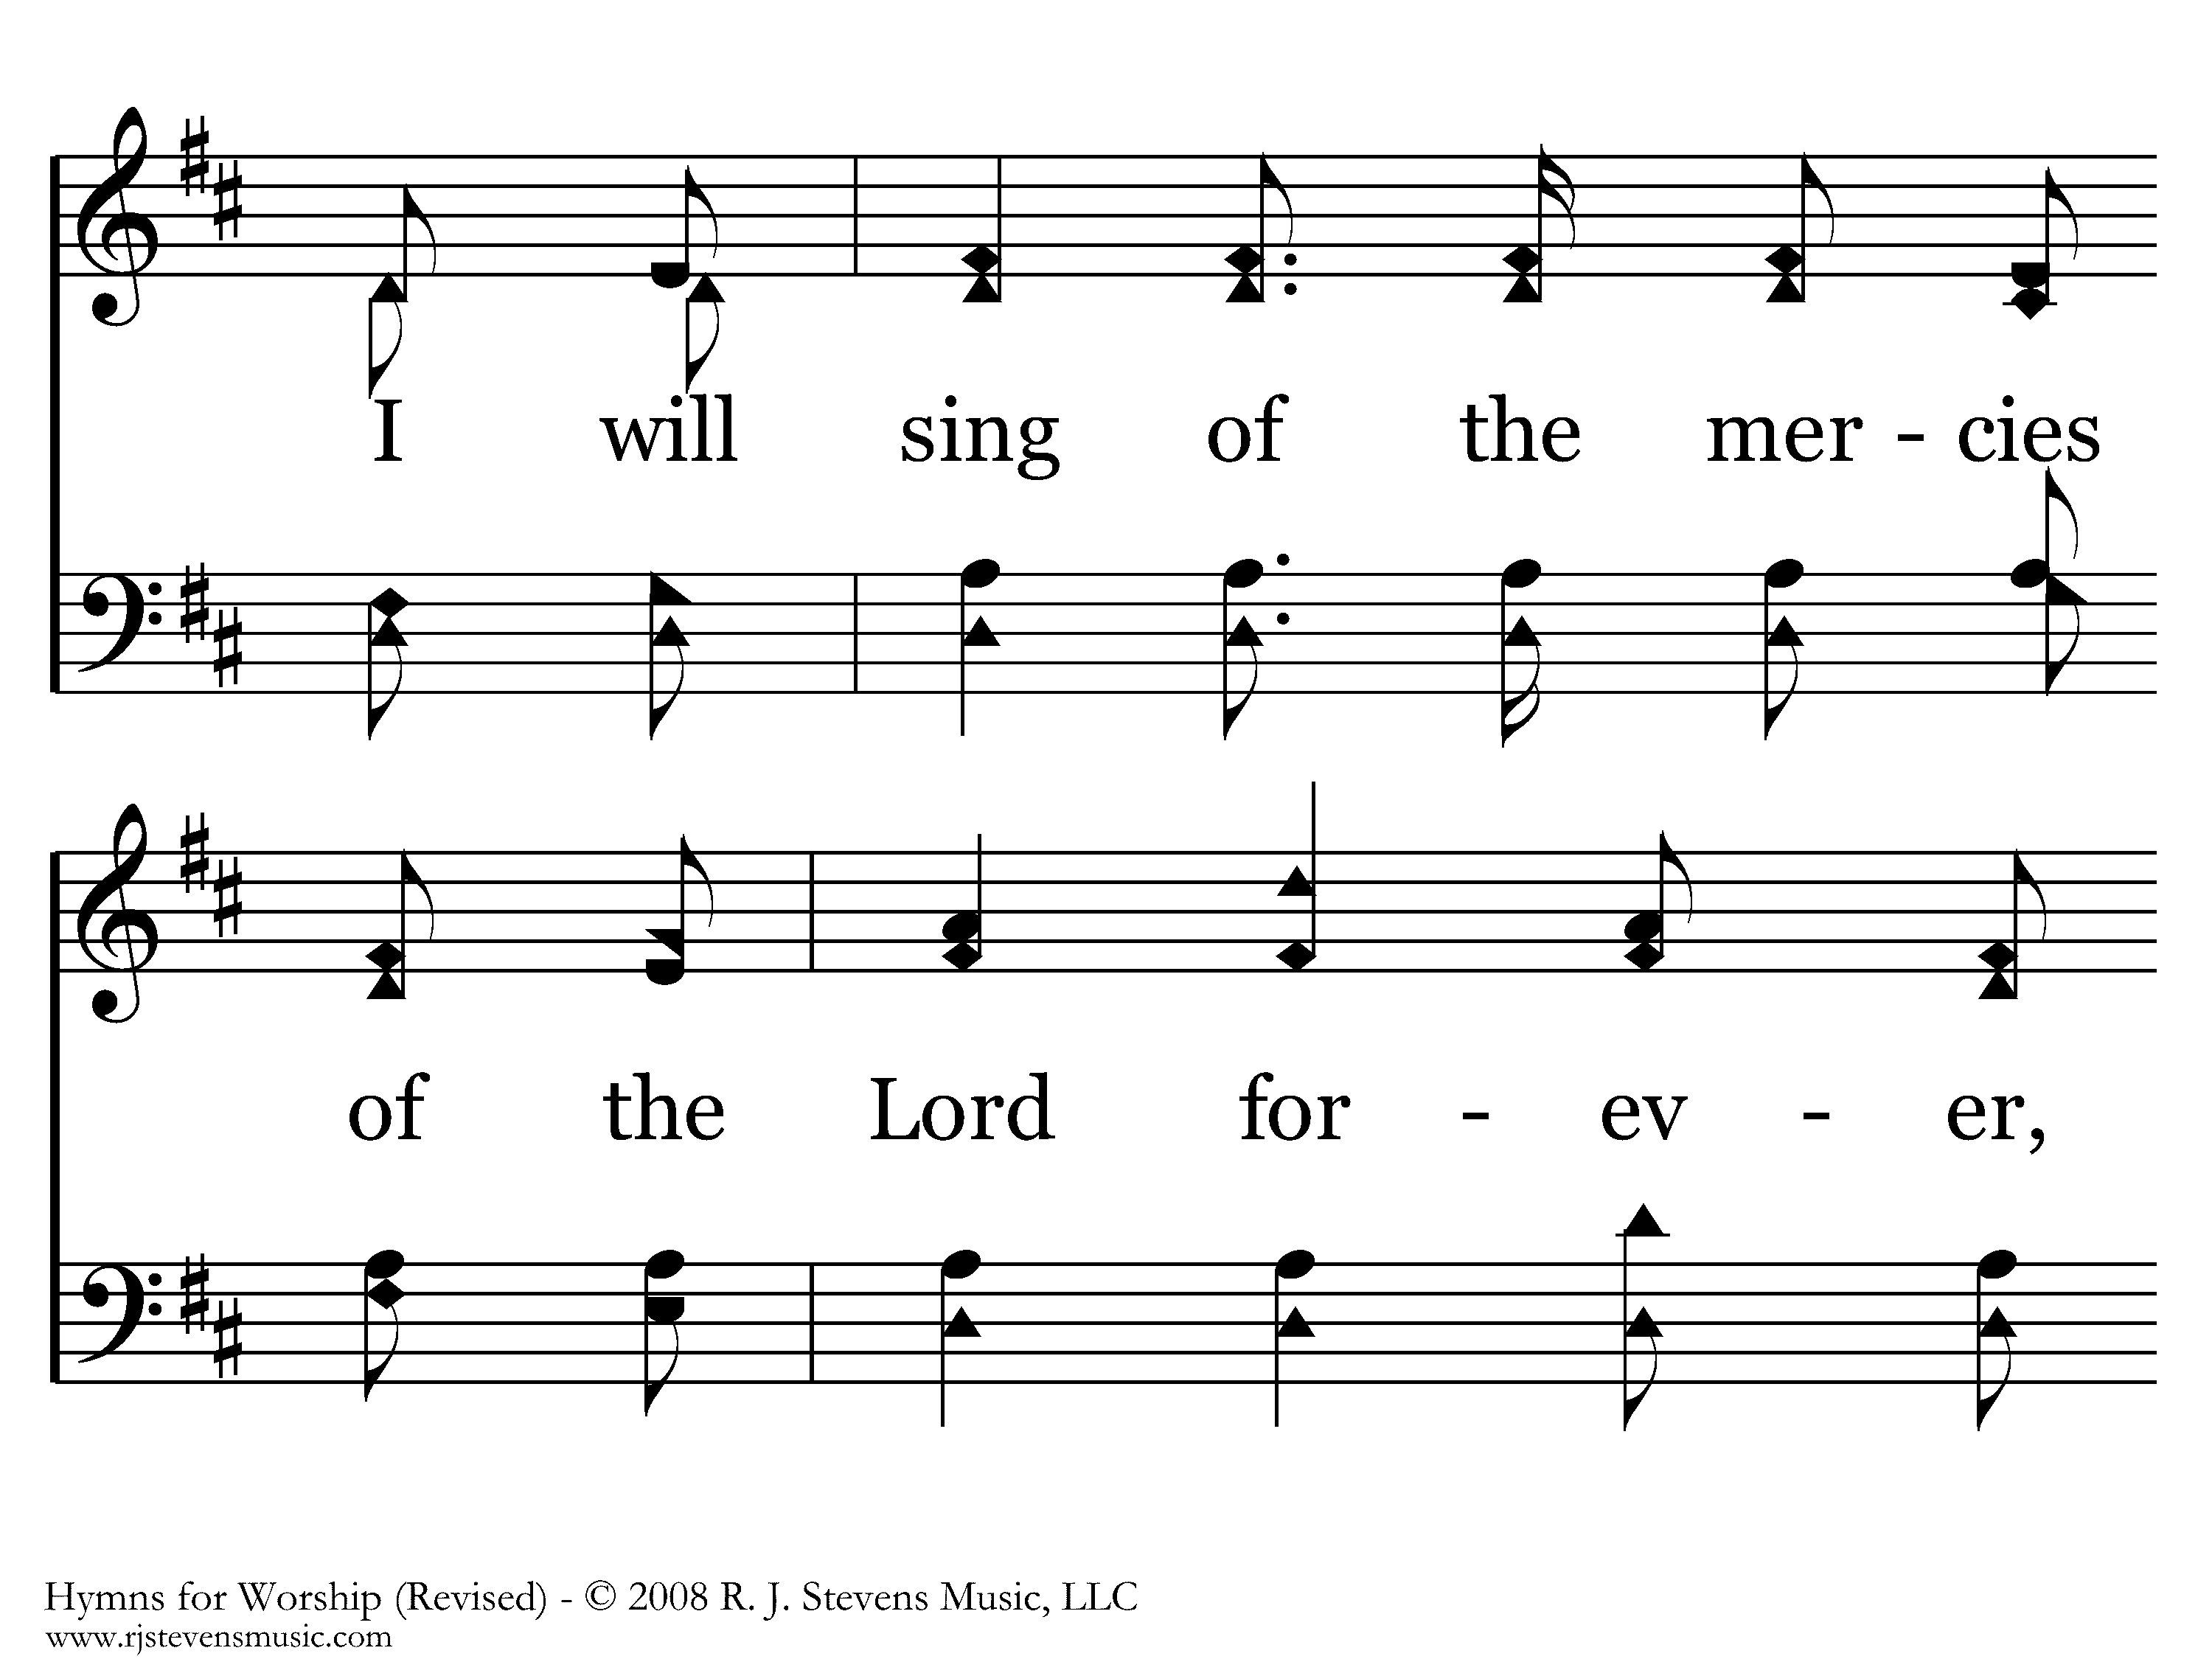 I will sing of the mer - cies
of the Lord for - ev - er,
Hymns for Worship (Revised) - © 2008 R. J. Stevens Music, LLC
www.rjstevensmusic.com